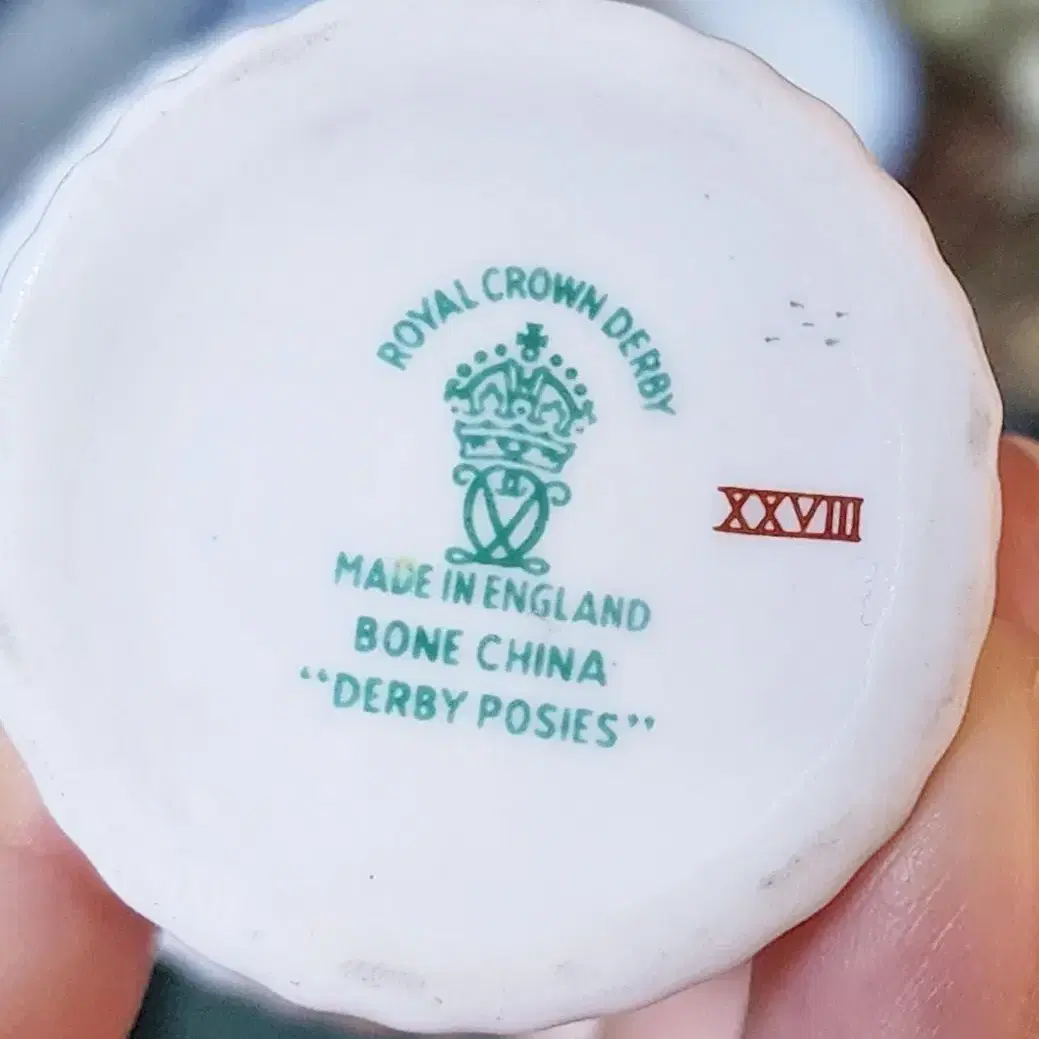 ROYAL CROWN DERBY
XXVIII
MADE IN ENGLAND
BONE CHINA
“DERBY POSIES”